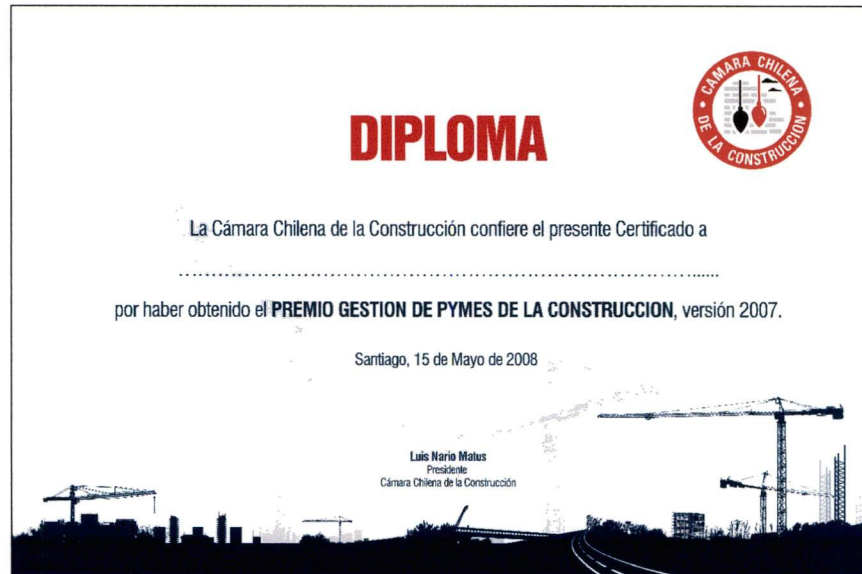 CAMARA CHILENA
DE LA CONSTRUCCION
DIPLOMA
La Cámara Chilena de la Construcción confiere el presente Certificado a
por haber obtenido el PREMIO GESTION DE PYMES DE LA CONSTRUCCION, versión 2007.
Santiago, 15 de Mayo de 2008
Luis Nario Matus
Presidente
Cámara Chilena de la Construcción